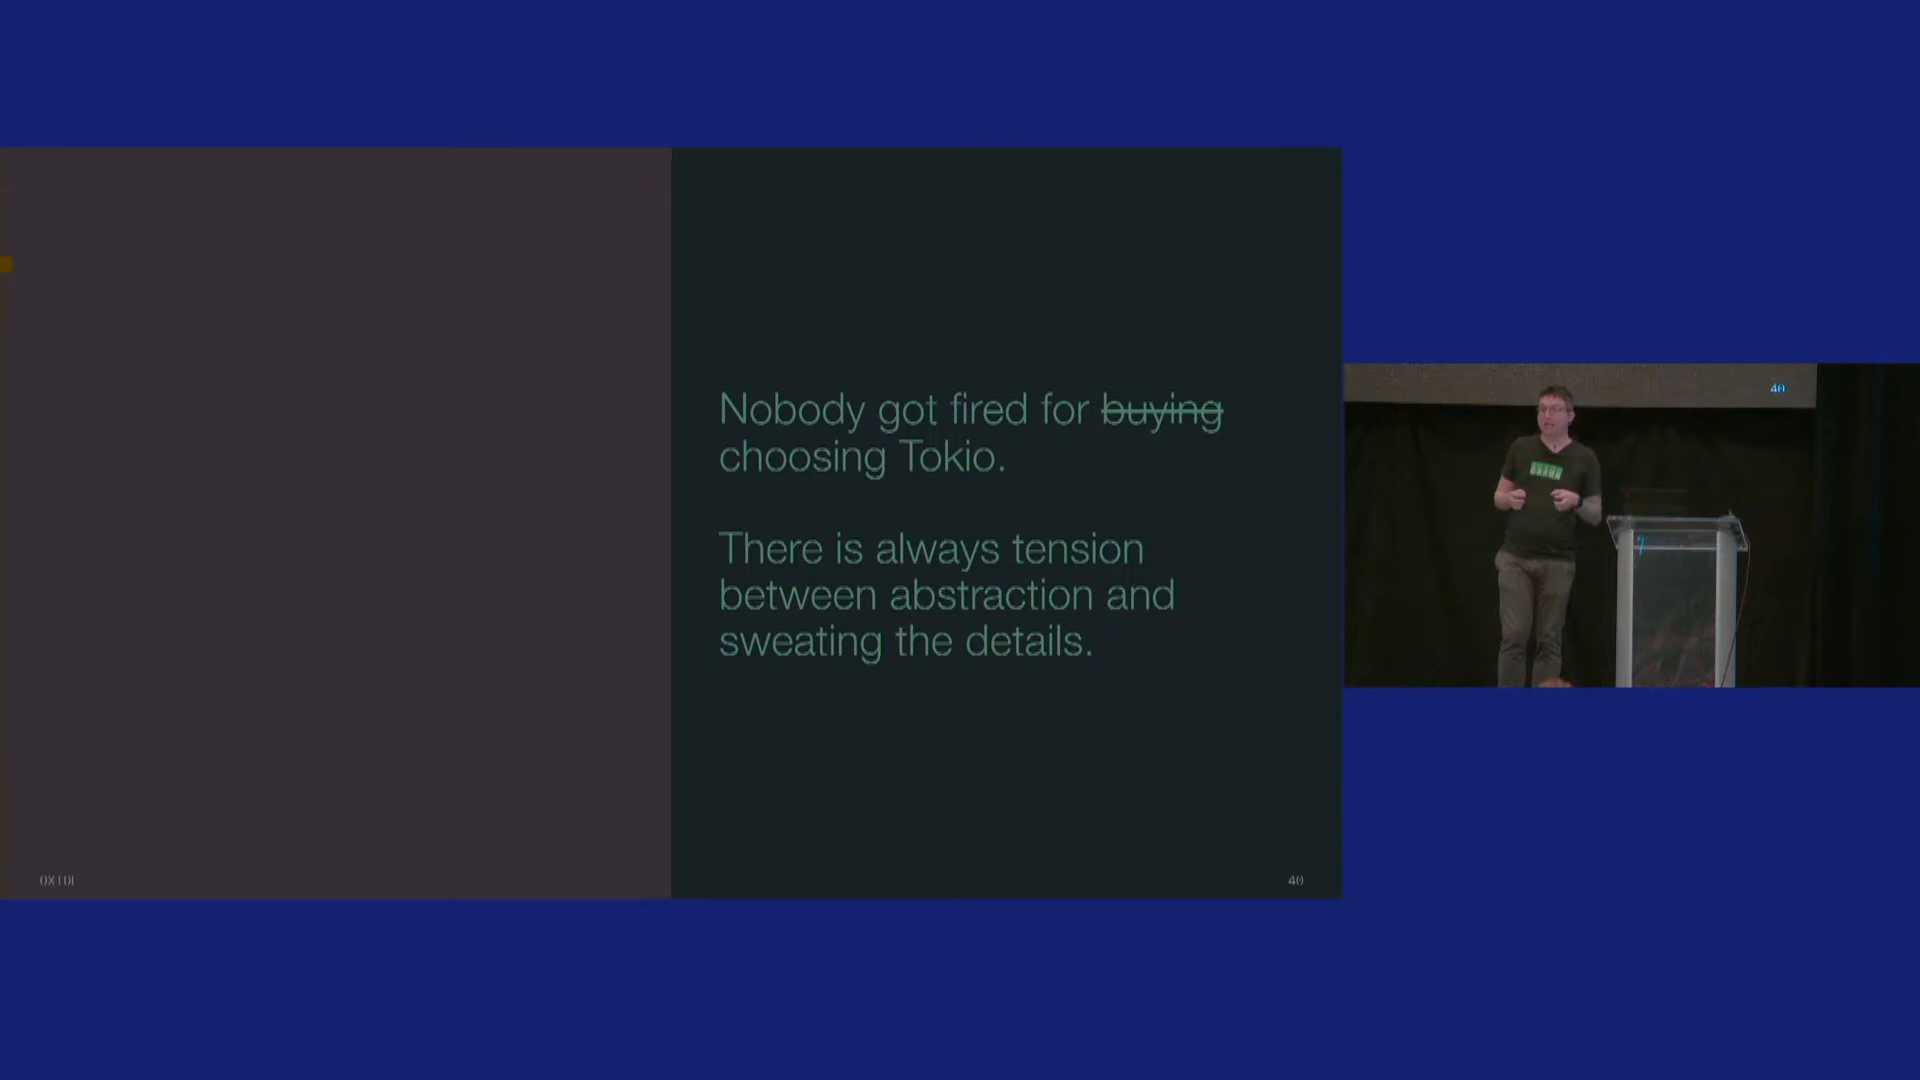 Nobody got fired for buying
choosing Tokio.
There is always tension
between abstraction and
sweating the details.
40
40